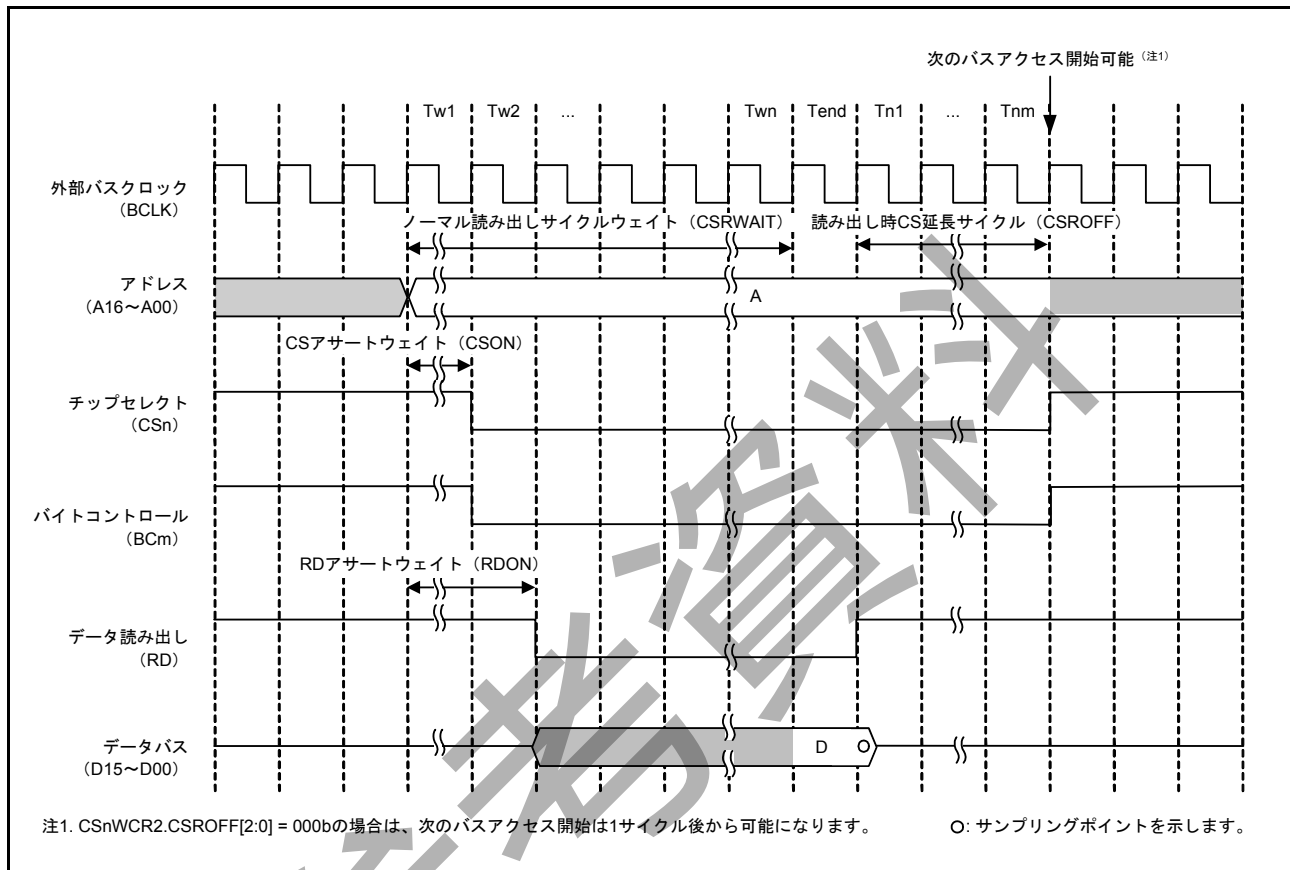 次のバスアクセス開始可能（注1）
Tw1 Tw2 ... Twn Tend Tn1 ... Tnm
外部バスクロック
（BCLK）
ノーマル読み出しサイクルウェイト（CSRWAIT） 読み出し時CS延長サイクル（CSROFF）
アドレス
（A16～A00）
A
CSアサートウェイト（CSON）
チップセレクト
（CSn）
バイトコントロール
（BCm）
RDアサートウェイト（RDON）
データ読み出し
（RD）
データバス
（D15～D00）
D
注1. CSnWCR2.CSROFF[2:0] = 000bの場合は、次のバスアクセス開始は1サイクル後から可能になります。 O: サンプリングポイントを示します。
考資料